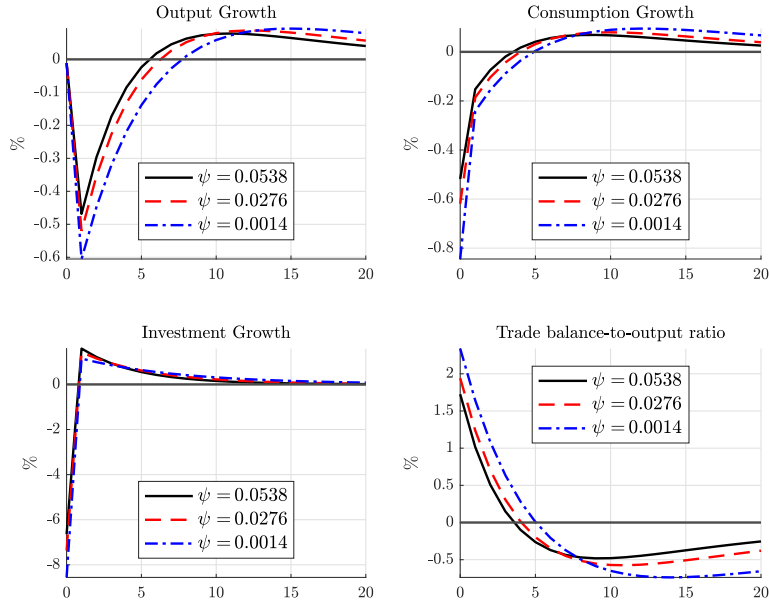 Output Growth
%
0
-0.1
-0.2
-0.3
-0.4
-0.5
-0.6
0 5 10 15 20
ψ = 0.0538
ψ = 0.0276
ψ = 0.0014
Consumption Growth
%
0
-0.2
-0.4
-0.6
-0.8
0 5 10 15 20
ψ = 0.0538
ψ = 0.0276
ψ = 0.0014
Investment Growth
%
0
-2
-4
-6
-8
0 5 10 15 20
ψ = 0.0538
ψ = 0.0276
ψ = 0.0014
Trade balance-to-output ratio
%
2
1.5
1
0.5
0
-0.5
0 5 10 15 20
ψ = 0.0538
ψ = 0.0276
ψ = 0.0014